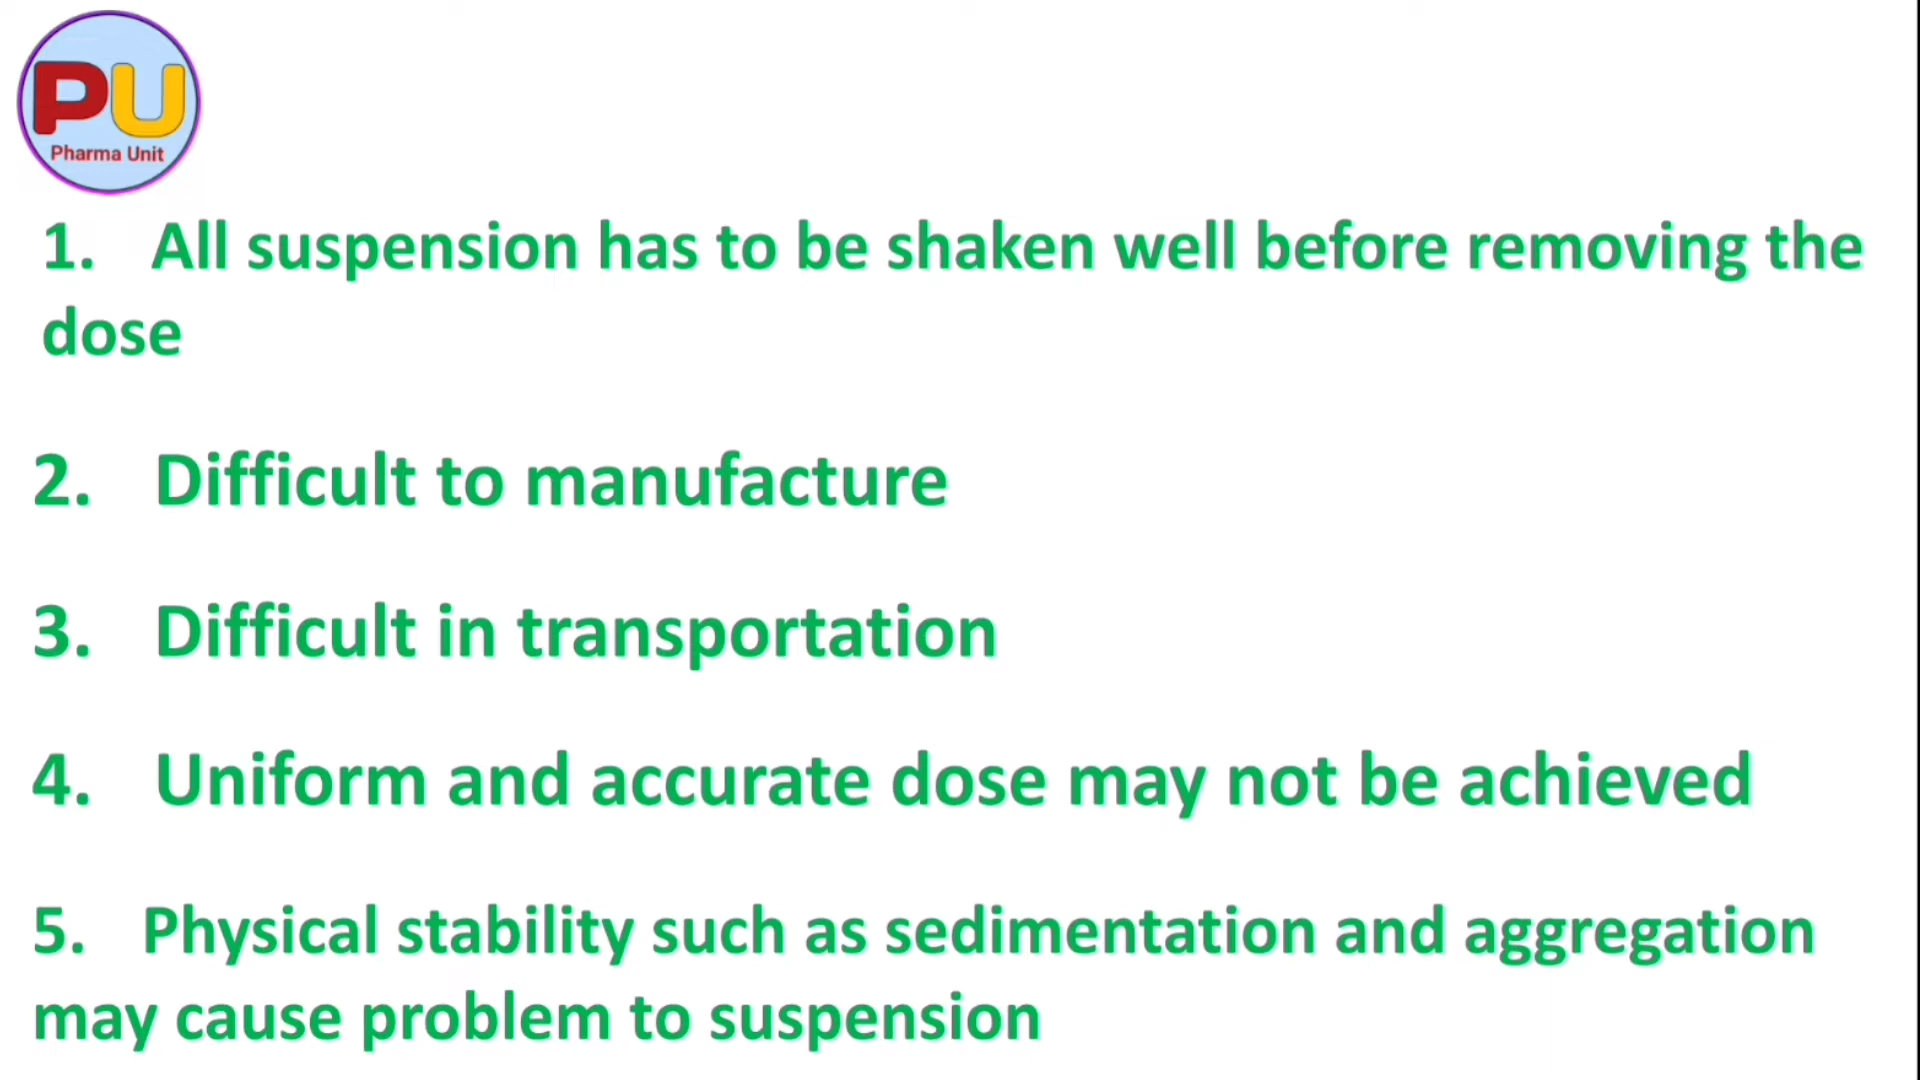 PU
Pharma Unit
1. All suspension has to be shaken well before removing the
dose
2. Difficult to manufacture
3. Difficult in transportation
4. Uniform and accurate dose may not be achieved
5. Physical stability such as sedimentation and aggregation
may cause problem to suspension